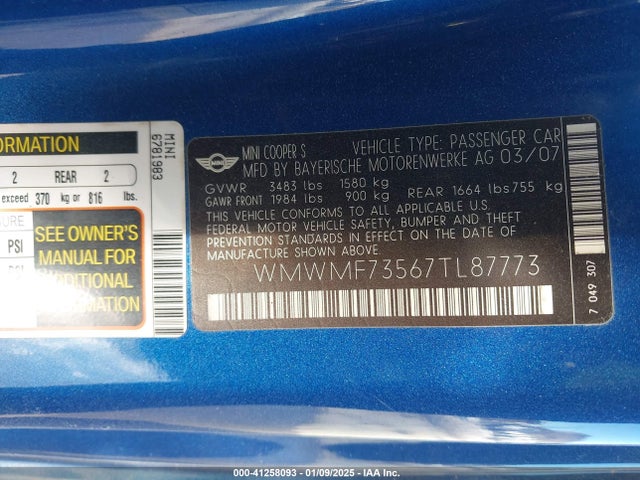 ORMATION
2 REAR 2
exceed 370 kg or 816 lbs.
URE
PSI
SEE OWNER'S
MANUAL FOR
ADDITIONAL
INFORMATION
MINI
6781983
MINI
MINI COOPER S
VEHICLE TYPE: PASSENGER CAR
MFD BY BAYERISCHE MOTORENWERKE AG 03/07
GVWR 3483 lbs 1580 kg
GAWR FRONT 1984 lbs 900 kg REAR 1664 lbs 755 kg
THIS VEHICLE CONFORMS TO ALL APPLICABLE U.S.
FEDERAL MOTOR VEHICLE SAFETY, BUMPER AND THEFT
PREVENTION STANDARDS IN EFFECT ON THE DATE OF
MANUFACTURE SHOWN ABOVE.
WMWMF73567TL87773
7 049 307
000-41258093 - 01/09/2025 - IAA Inc.